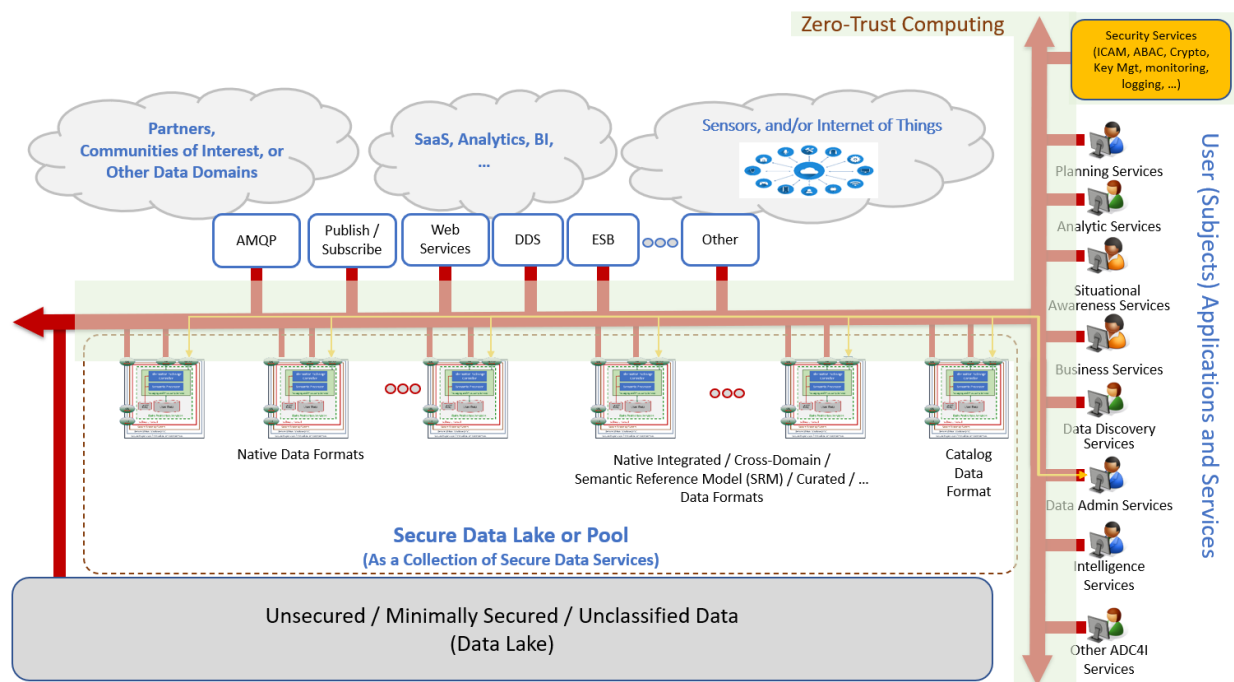 Zero-Trust Computing
Security Services
(ICAM, ABAC, Crypto,
Key Mgt, monitoring,
logging, …)
Partners,
Communities of Interest, or
Other Data Domains
SaaS, Analytics, BI,
…
Sensors, and/or Internet of Things
AMQP
Publish /
Subscribe
Web
Services
DDS
ESB
Other
User (Subjects) Applications and Services
Planning Services
Analytic Services
Situational
Awareness Services
Business Services
Data Discovery
Services
Data Admin Services
Intelligence
Services
Other ADC4I
Services
Native Data Formats
Native Integrated / Cross-Domain /
Semantic Reference Model (SRM) / Curated / …
Data Formats
Catalog
Data
Format
Secure Data Lake or Pool
(As a Collection of Secure Data Services)
Unsecured / Minimally Secured / Unclassified Data
(Data Lake)